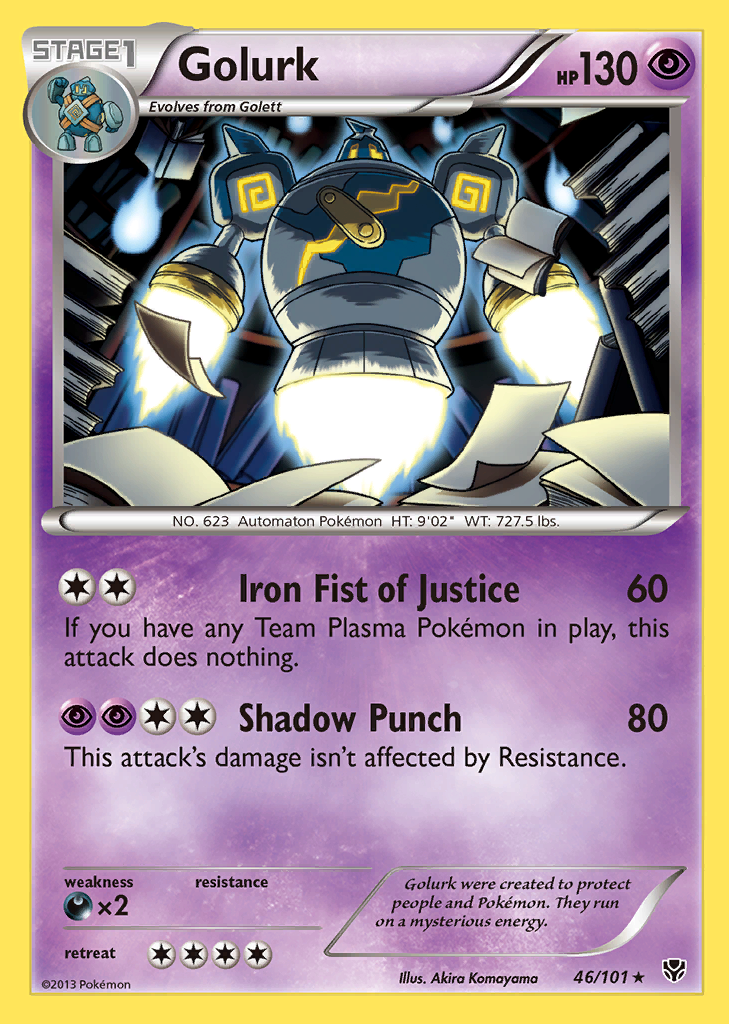 STAGE1
Golurk
HP130
Evolves from Golett
NO. 623 Automaton Pokémon HT: 9'02" WT: 727.5 lbs.
Iron Fist of Justice 60
If you have any Team Plasma Pokémon in play, this
attack does nothing.
Shadow Punch 80
This attack's damage isn't affected by Resistance.
weakness resistance
×2
retreat
Golurk were created to protect
people and Pokémon. They run
on a mysterious energy.
©2013 Pokémon
Illus. Akira Komayama
46/101 ★